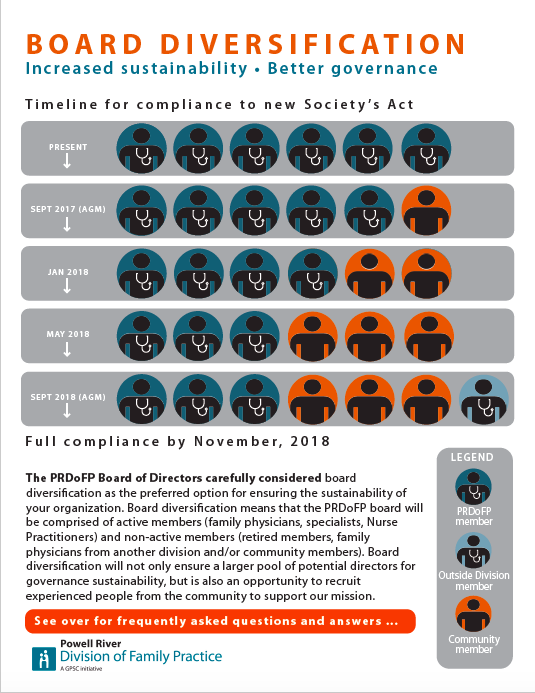 BOARD DIVERSIFICATION
Increased sustainability • Better governance
Timeline for compliance to new Society's Act
PRESENT
SEPT 2017 (AGM)
JAN 2018
MAY 2018
SEPT 2018 (AGM)
Full compliance by November, 2018
The PRDoFP Board of Directors carefully considered board
diversification as the preferred option for ensuring the sustainability of
your organization. Board diversification means that the PRDoFP board will
be comprised of active members (family physicians, specialists, Nurse
Practitioners) and non-active members (retired members, family
physicians from another division and/or community members). Board
diversification will not only ensure a larger pool of potential directors for
governance sustainability, but is also an opportunity to recruit
experienced people from the community to support our mission.
LEGEND
PRDoFP
member
Outside Division
member
Community
member
See over for frequently asked questions and answers ...
Powell River
Division of Family Practice
A GPSC initiative